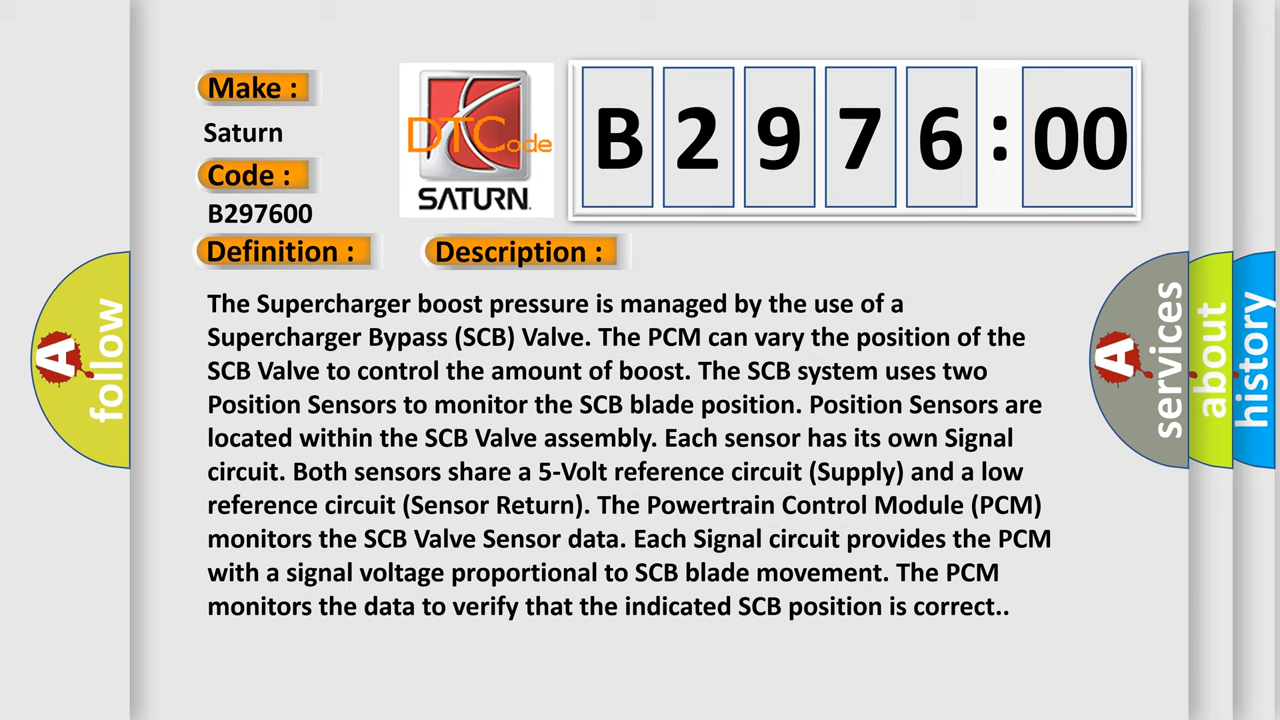 Make :
Saturn
Code :
B297600
Definition :
Description :
DTCode
SATURN.
B 2 9 7 6 : 00
The Supercharger boost pressure is managed by the use of a
Supercharger Bypass (SCB) Valve. The PCM can vary the position of the
SCB Valve to control the amount of boost. The SCB system uses two
Position Sensors to monitor the SCB blade position. Position Sensors are
located within the SCB Valve assembly. Each sensor has its own Signal
circuit. Both sensors share a 5-Volt reference circuit (Supply) and a low
reference circuit (Sensor Return). The Powertrain Control Module (PCM)
monitors the SCB Valve Sensor data. Each Signal circuit provides the PCM
with a signal voltage proportional to SCB blade movement. The PCM
monitors the data to verify that the indicated SCB position is correct..
A
follow
A
services
about
history